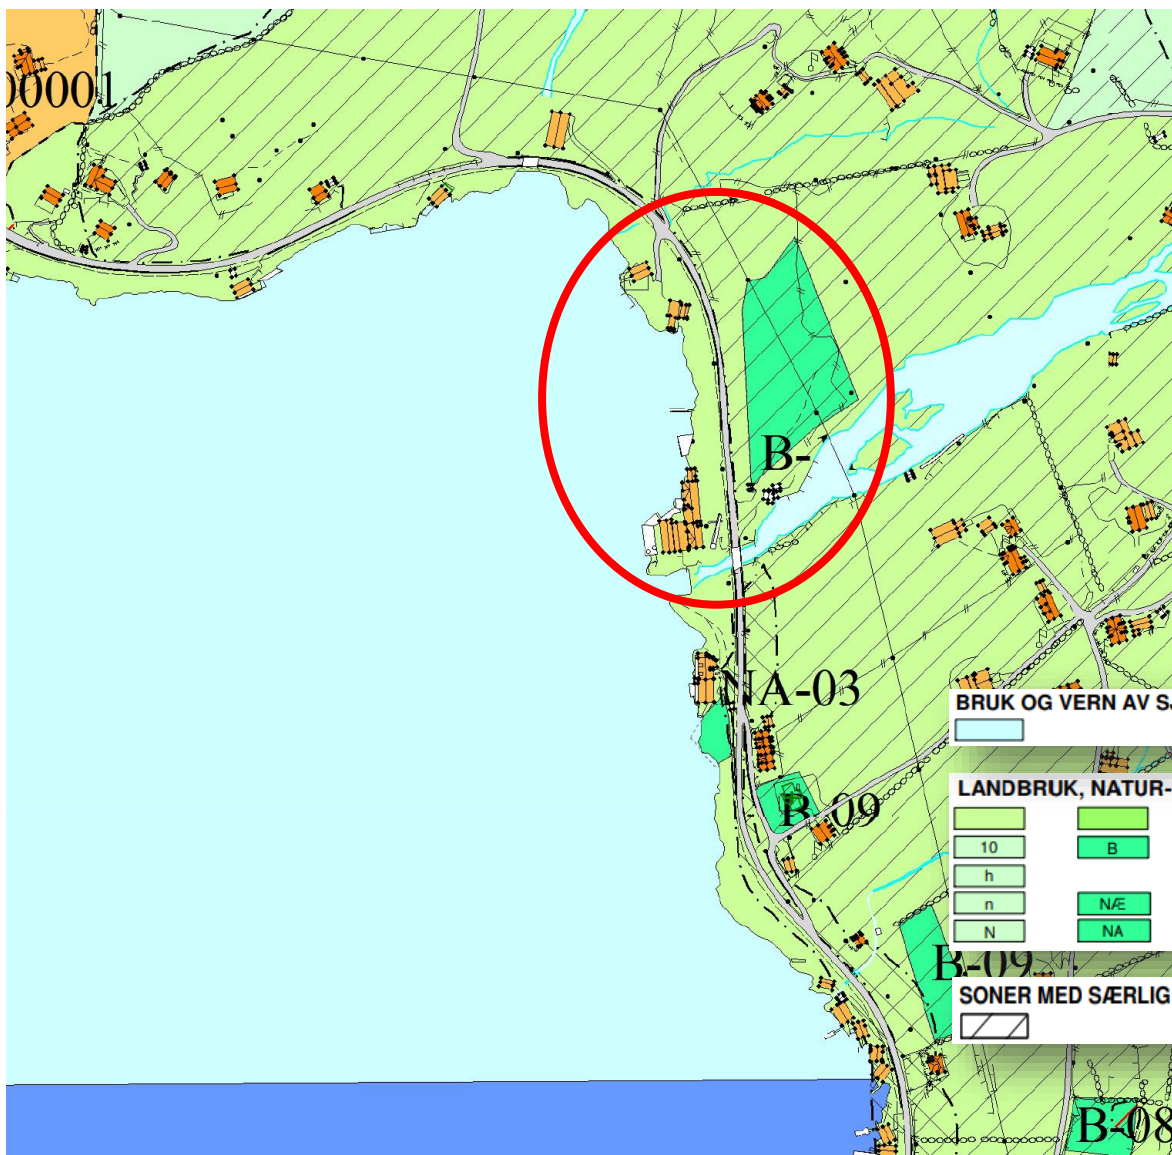 00001
B-
NA-03
BRUK OG VERN AV S
LANDBRUK, NATUR-
10
B
h
n
NÆ
N
NA
B-09
B-09
SONER MED SÆRLIG
B-08